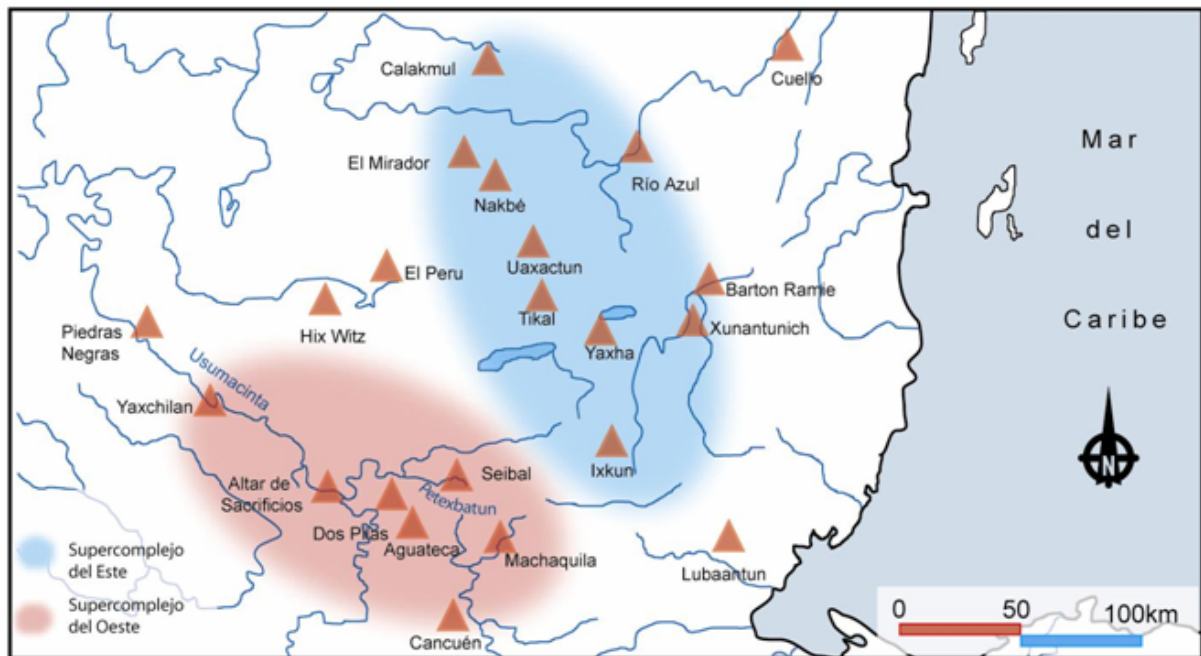 Calakmul
Cuello
Mar
El Mirador
Río Azul
Nakbé
del
Uaxactun
El Peru
Barton Ramie
Tikal
Caribe
Xunantunich
Hix Witz
Piedras
Negras
Yaxha
Usumacinta
Yaxchilan
Ixkun
Seibal
Altar de
Sacrificios
Petexbatun
Dos Pilas
Aguateca
Machaquila
Lubaantun
Cancuén
N
Supercomplejo
del Este
Supercomplejo
del Oeste
0 50 100km